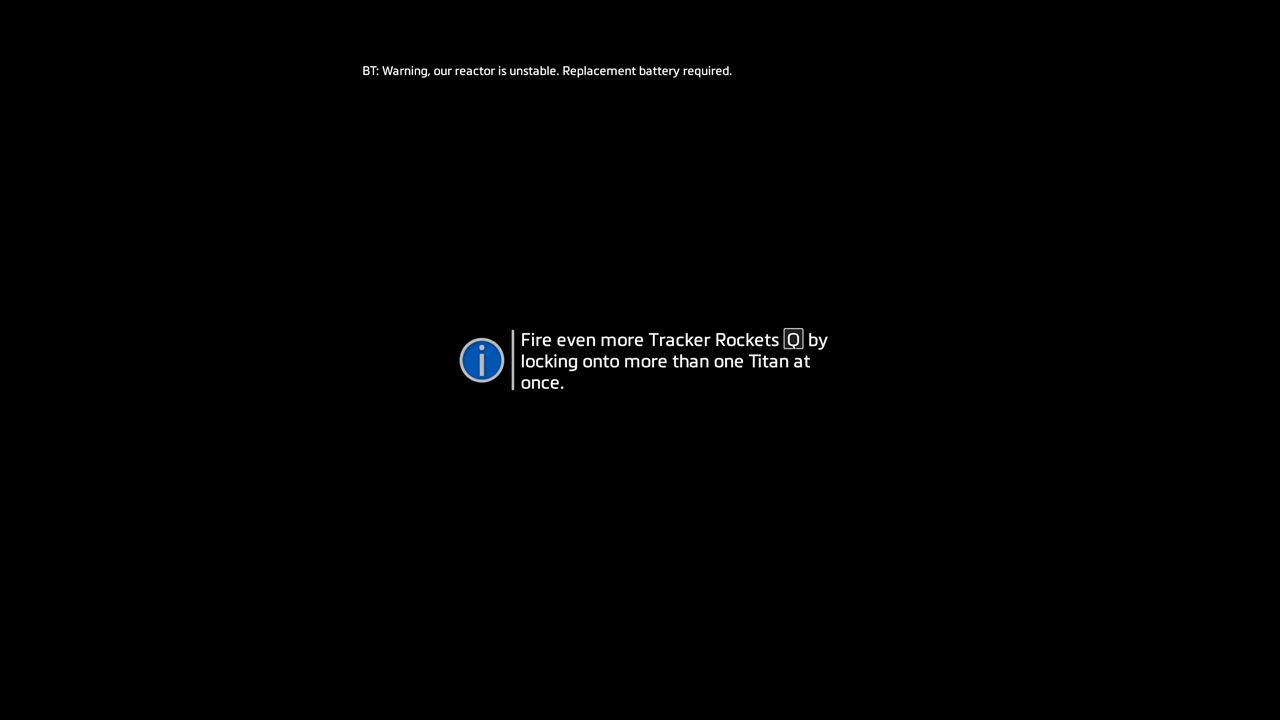 BT: Warning, our reactor is unstable. Replacement battery required.
Fire even more Tracker Rockets Q by
locking onto more than one Titan at
once.